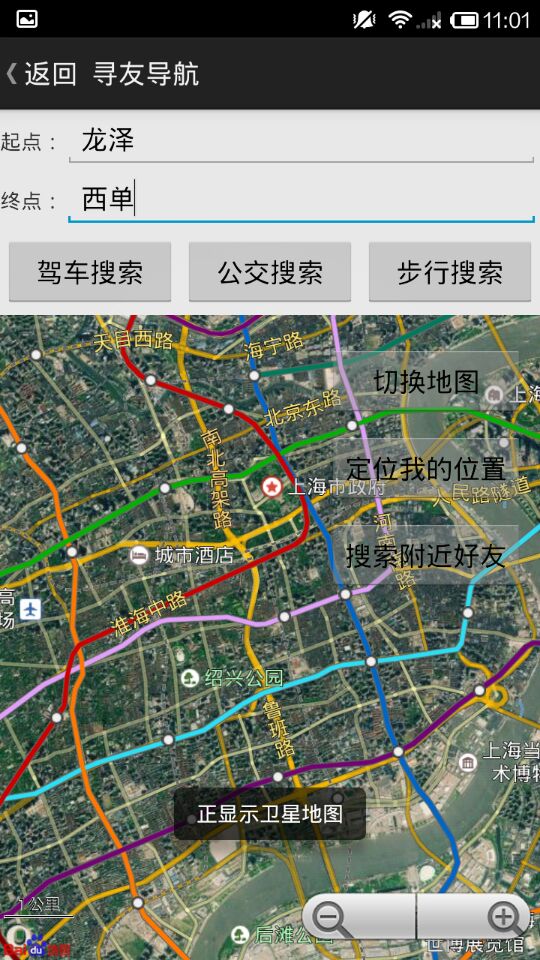 11:01
返回 寻友导航
起点： 龙泽
终点： 西单
驾车搜索 公交搜索 步行搜索
天目西路
海宁路
切换地图
上海
北京东路
南北高架路
定位我的位置
上海市政府
人民路隧道
河南
路
城市酒店
搜索附近好友
高
场
淮海中路
绍兴公园
鲁班路
上海当
术博物
正显示卫星地图
1公里
Bai du 地图
后滩公园
世博展览馆